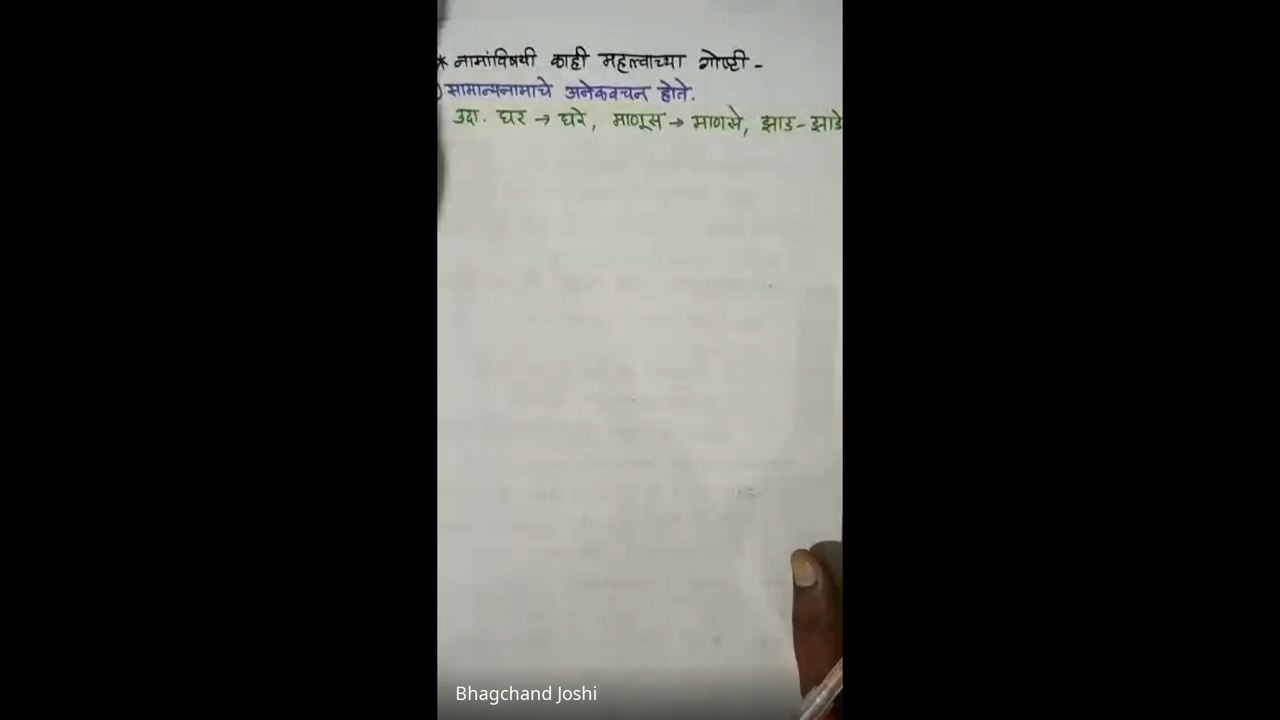 * नामांविषयी काही महत्वाच्या गोष्टी -
सामान्यनामाचे अनेकवचन होते.
उदा. घर → घरे, माणूस → माणसे, झाड - झाडे
Bhagchand Joshi